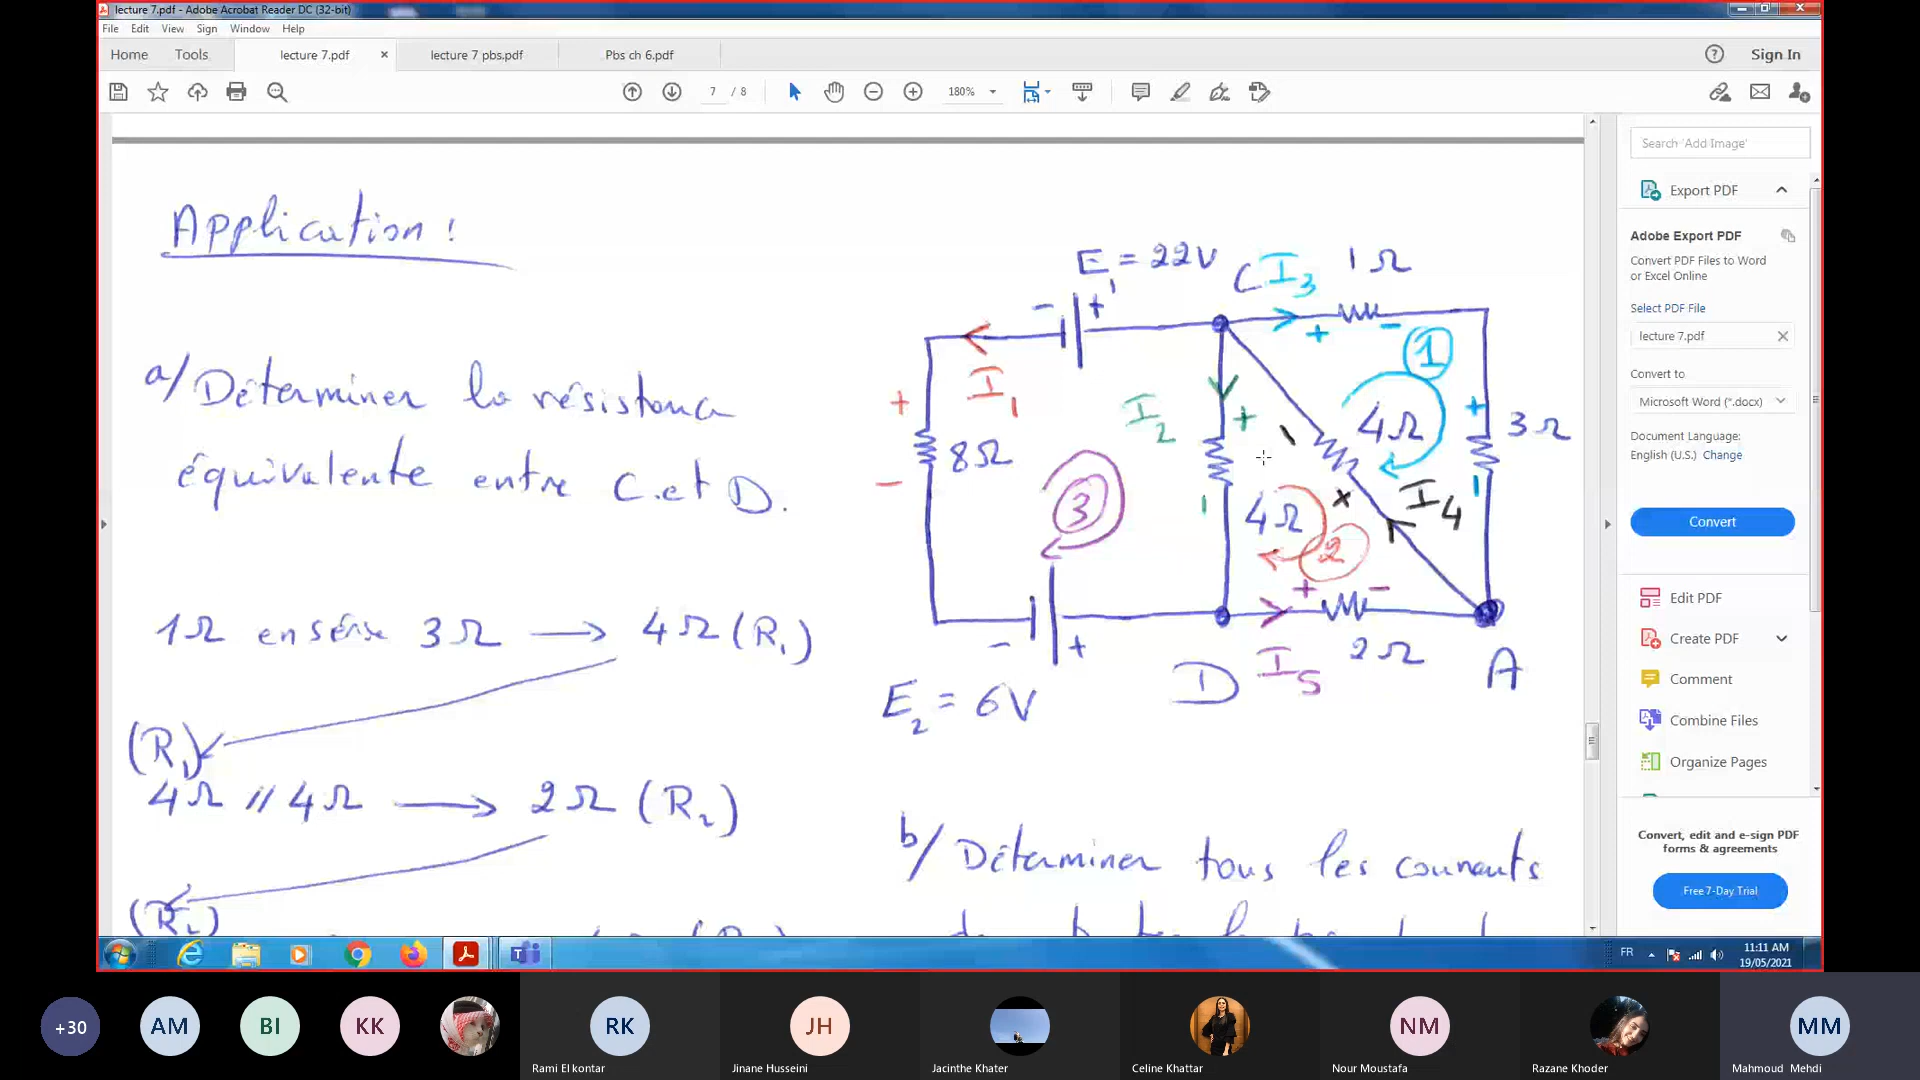 lecture 7.pdf - Adobe Acrobat Reader DC (32-bit)
File Edit View Sign Window Help
Home Tools lecture 7.pdf × lecture 7 pbs.pdf Pbs ch 6.pdf ? Sign In
7 / 8 180%
Application :
a/ Déterminer la résistance
équivalente entre C et D.
1Ω en série 3Ω → 4Ω (R1)
(R1)
4Ω // 4Ω → 2Ω (R2)
(R2)
E1 = 22V C I3 1Ω
- + + -
I1 1
+ I2 + 4Ω + 3Ω
8Ω
- 3 4Ω I4
2
+ -
- + D I5 2Ω A
E2 = 6V
b/ Déterminer tous les courants
Search 'Add Image'
Export PDF
Adobe Export PDF
Convert PDF Files to Word
or Excel Online
Select PDF File
lecture 7.pdf ×
Convert to
Microsoft Word (*.docx)
Document Language:
English (U.S.) Change
Convert
Edit PDF
Create PDF
Comment
Combine Files
Organize Pages
Convert, edit and e-sign PDF
forms & agreements
Free 7-Day Trial
FR 11:11 AM
19/05/2021
+30 AM BI KK RK JH NM MM
Rami El kontar Jinane Husseini Jacinthe Khater Celine Khattar Nour Moustafa Razane Khoder Mahmoud Mehdi